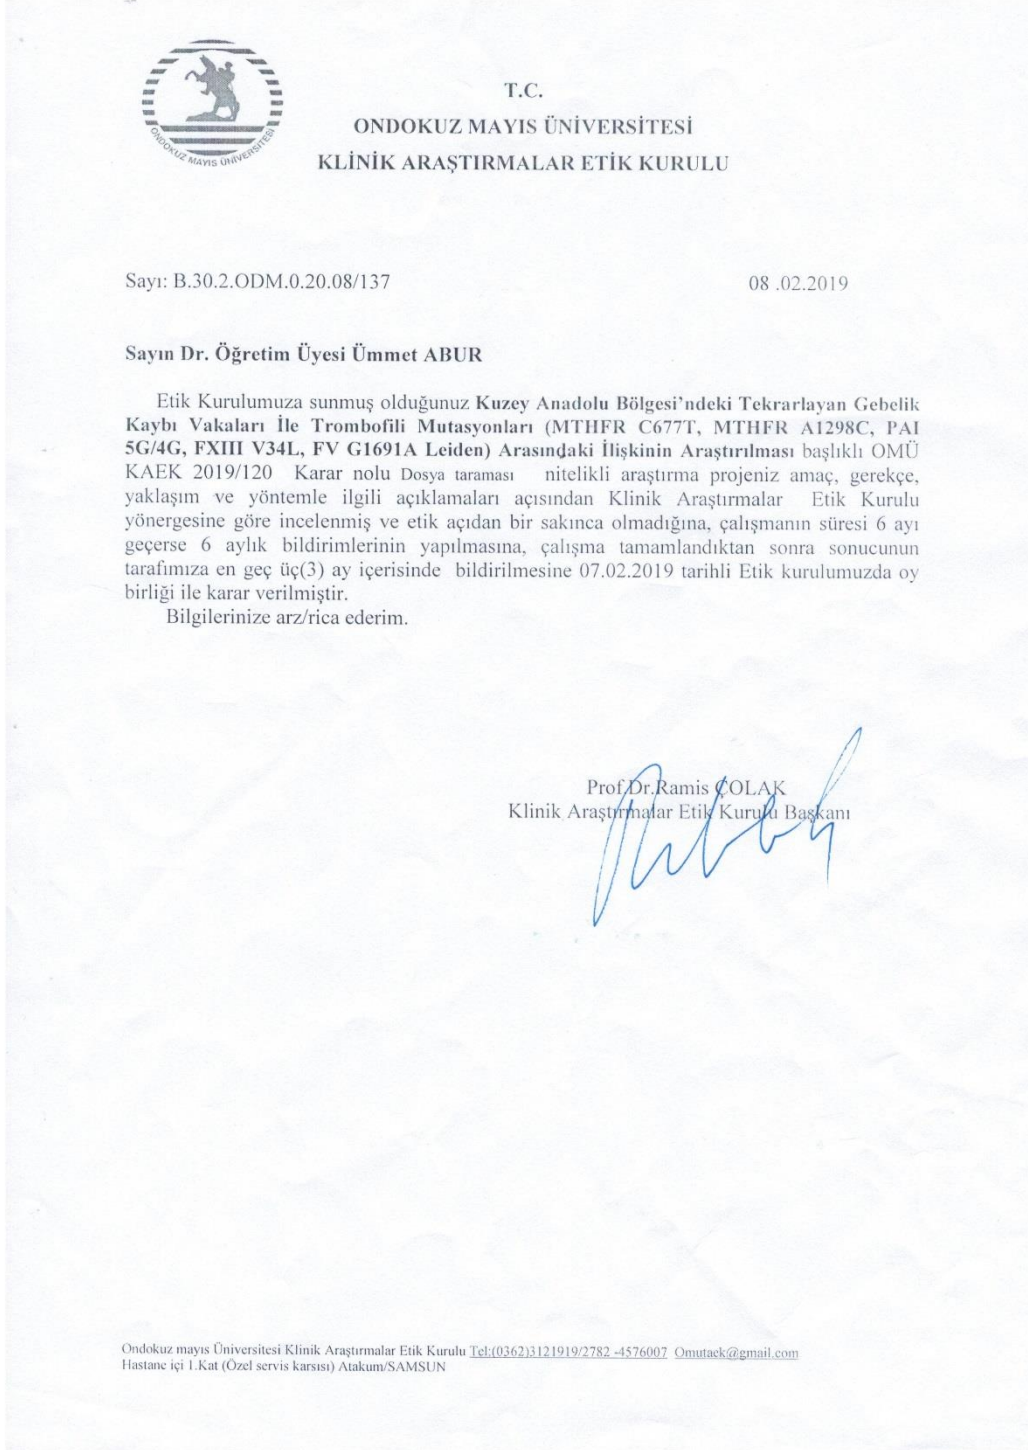 ONDOKUZ MAYIS ÜNİVERSİTESİ
T.C.
ONDOKUZ MAYIS ÜNİVERSİTESİ
KLİNİK ARAŞTIRMALAR ETİK KURULU
Sayı: B.30.2.ODM.0.20.08/137 08 .02.2019
Sayın Dr. Öğretim Üyesi Ümmet ABUR
Etik Kurulumuza sunmuş olduğunuz Kuzey Anadolu Bölgesi'ndeki Tekrarlayan Gebelik
Kaybı Vakaları İle Trombofili Mutasyonları (MTHFR C677T, MTHFR A1298C, PAI
5G/4G, FXIII V34L, FV G1691A Leiden) Arasındaki İlişkinin Araştırılması başlıklı OMÜ
KAEK 2019/120 Karar nolu Dosya taraması nitelikli araştırma projeniz amaç, gerekçe,
yaklaşım ve yöntemle ilgili açıklamaları açısından Klinik Araştırmalar Etik Kurulu
yönergesine göre incelenmiş ve etik açıdan bir sakınca olmadığına, çalışmanın süresi 6 ayı
geçerse 6 aylık bildirimlerinin yapılmasına, çalışma tamamlandıktan sonra sonucunun
tarafımıza en geç üç(3) ay içerisinde bildirilmesine 07.02.2019 tarihli Etik kurulumuzda oy
birliği ile karar verilmiştir.
Bilgilerinize arz/rica ederim.
Prof.Dr.Ramis ÇOLAK
Klinik Araştırmalar Etik Kurulu Başkanı
Ondokuz mayıs Üniversitesi Klinik Araştırmalar Etik Kurulu Tel:(0362)3121919/2782 -4576007 Omutaek@gmail.com
Hastane içi 1.Kat (Özel servis karsısı) Atakum/SAMSUN